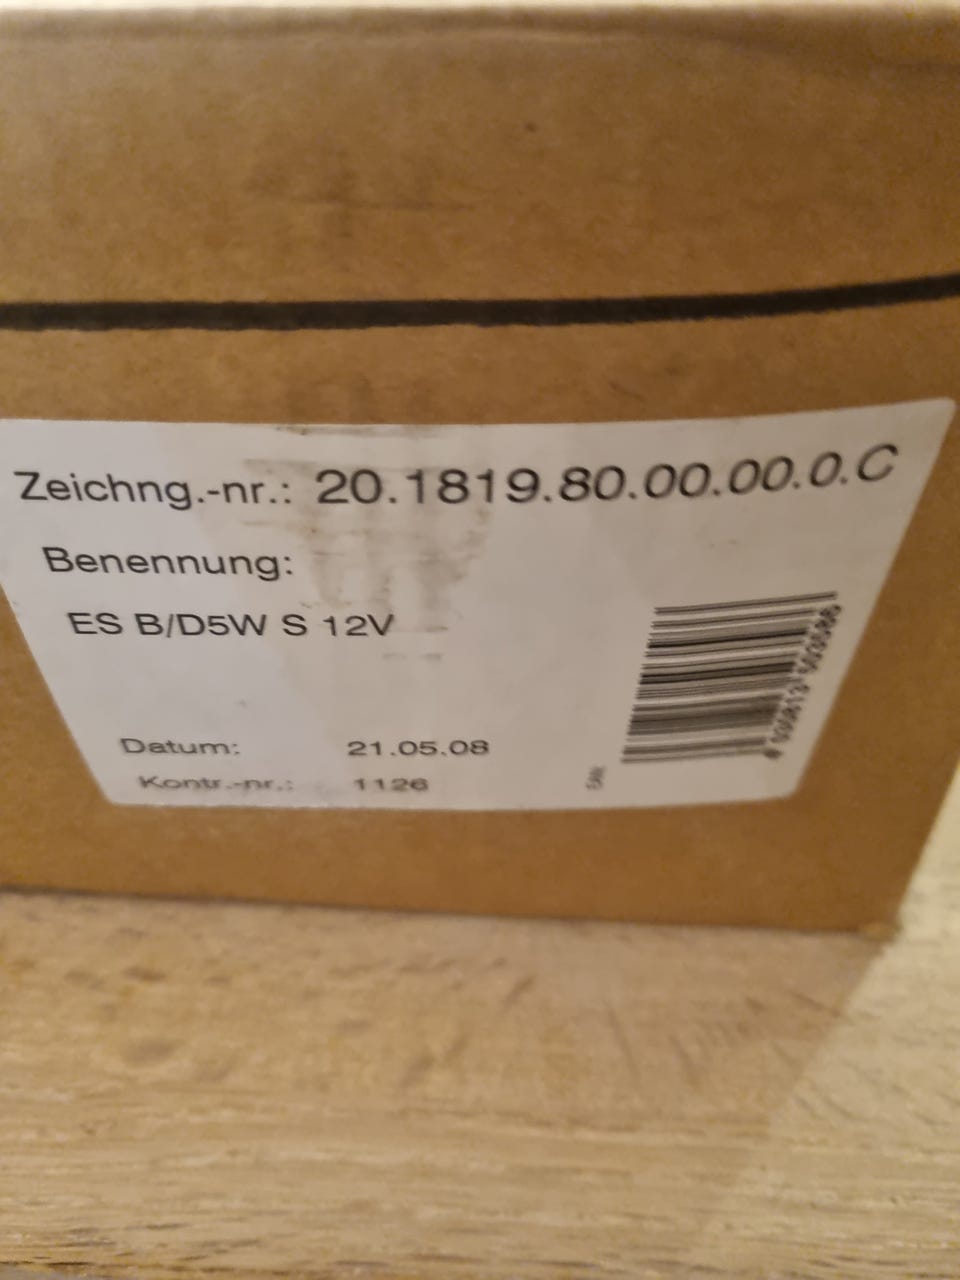 Zeichng.-nr.: 20.1819.80.00.00.0.C
Benennung:
ES B/D5W S 12V
Datum: 21.05.08
Kontr.-nr.: 1126
EAN